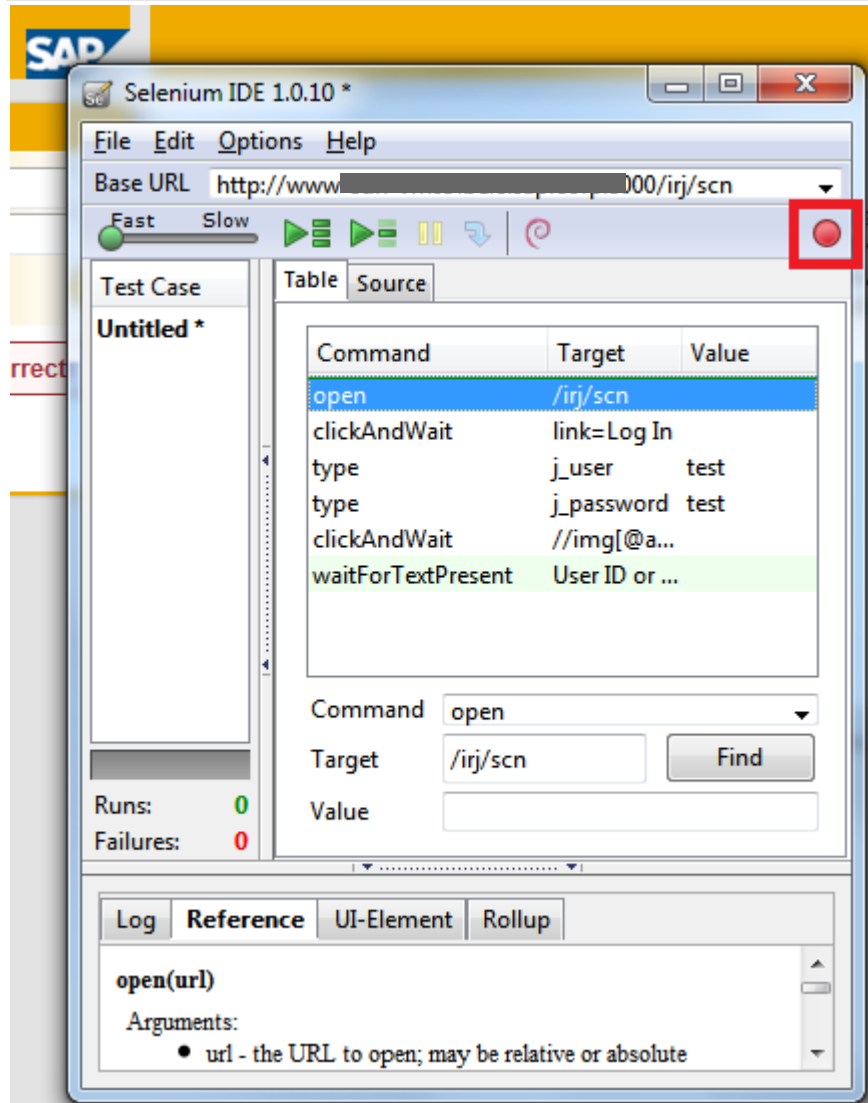 SAP
Selenium IDE 1.0.10 *
File Edit Options Help
Base URL http://www 000/irj/scn
Fast Slow
Test Case
Untitled *
Table Source
rrect
Command Target Value
open /irj/scn
clickAndWait link=Log In
type j_user test
type j_password test
clickAndWait //img[@a...
waitForTextPresent User ID or ...
Command open
Target /irj/scn Find
Value
Runs: 0
Failures: 0
Log Reference UI-Element Rollup
open(url)
Arguments:
• url - the URL to open; may be relative or absolute